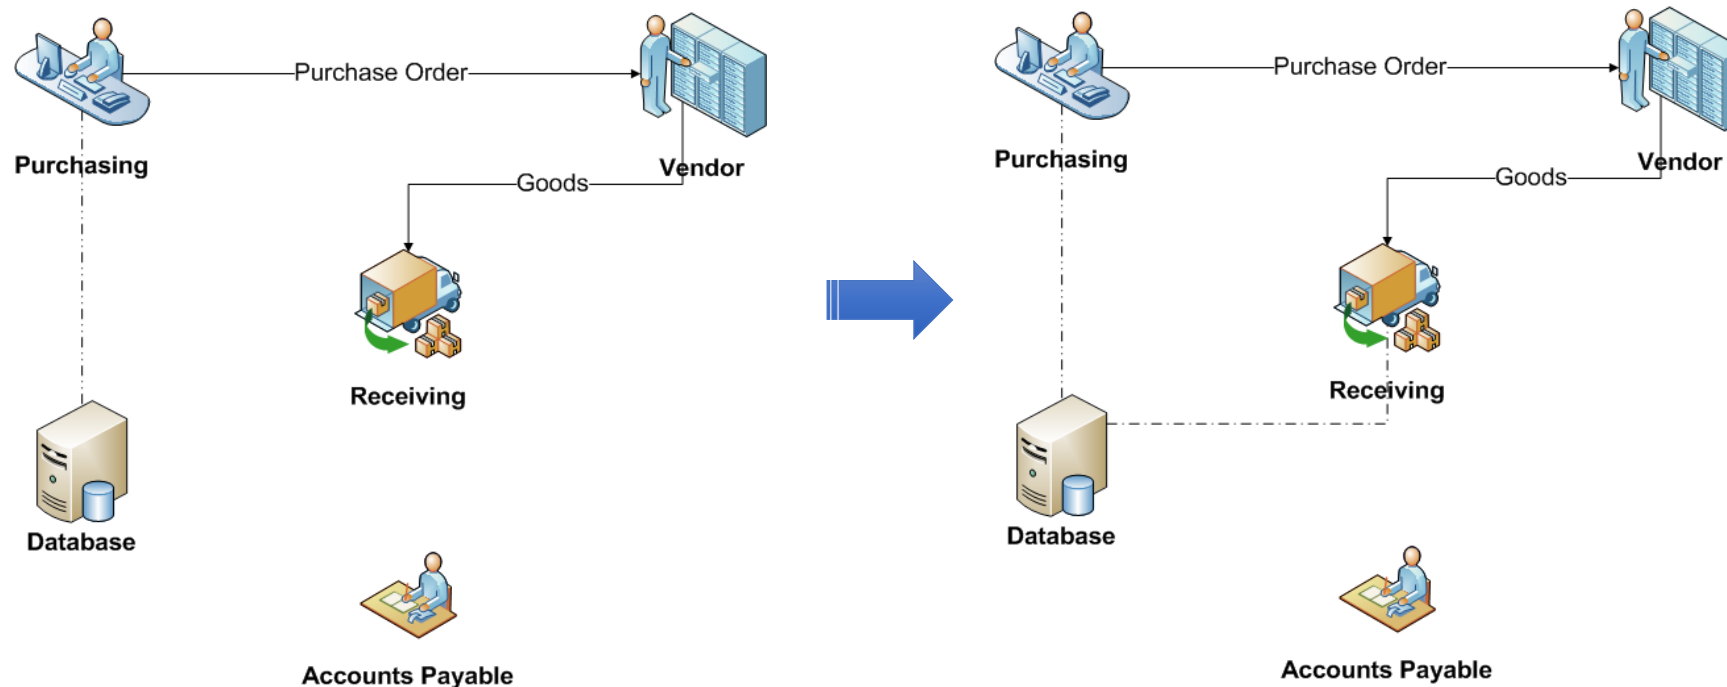 Purchase Order
Purchasing
Vendor
Goods
Receiving
Database
Accounts Payable
Purchase Order
Purchasing
Vendor
Goods
Receiving
Database
Accounts Payable